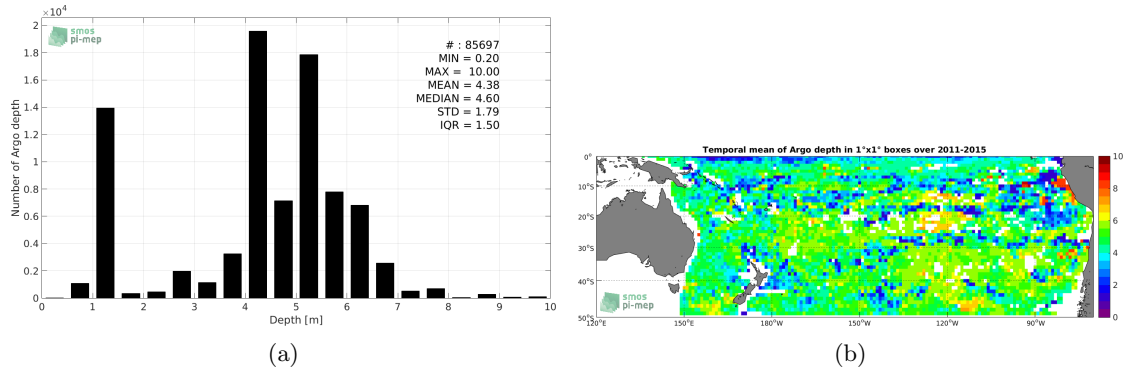 ×10⁴
smos
pi-mep
# : 85697
MIN = 0.20
MAX = 10.00
MEAN = 4.38
MEDIAN = 4.60
STD = 1.79
IQR = 1.50
Number of Argo depth
2
1.8
1.6
1.4
1.2
1
0.8
0.6
0.4
0.2
0
0 1 2 3 4 5 6 7 8 9 10
Depth [m]
(a)
Temporal mean of Argo depth in 1°x1° boxes over 2011-2015
0°
10°S
20°S
30°S
40°S
50°S
120°E 150°E 180°W 150°W 120°W 90°W
smos
pi-mep
10
8
6
4
2
0
(b)